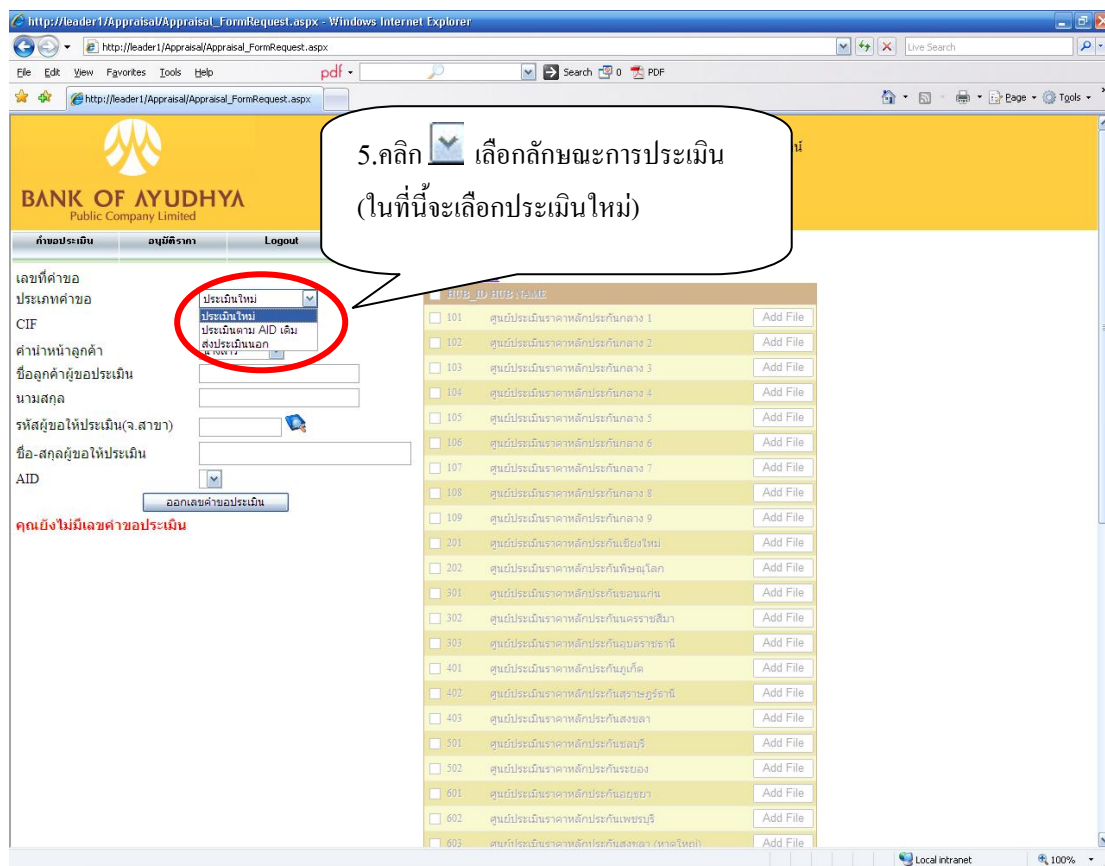 http://leader1/Appraisal/Appraisal_FormRequest.aspx - Windows Internet Explorer
http://leader1/Appraisal/Appraisal_FormRequest.aspx
Live Search
File Edit View Favorites Tools Help
pdf
Search 0 PDF
http://leader1/Appraisal/Appraisal_FormRequest.aspx
Page Tools
BANK OF AYUDHYA
Public Company Limited
5.คลิก เลือกลักษณะการประเมิน
(ในที่นี้จะเลือกประเมินใหม่)
คำขอประเมิน อนุมัติราคา Logout
เลขที่คำขอ
ประเภทคำขอ ประเมินใหม่
ประเมินใหม่
ประเมินตาม AID เดิม
ส่งประเมินนอก
CIF
คำนำหน้าลูกค้า นางสาว
ชื่อลูกค้าผู้ขอประเมิน
นามสกุล
รหัสผู้ขอให้ประเมิน(จ.สาขา)
ชื่อ-สกุลผู้ขอให้ประเมิน
AID
ออกเลขคำขอประเมิน
คุณยังไม่มีเลขคำขอประเมิน
HUB_ID HUB NAME
101 ศูนย์ประเมินราคาหลักประกันกลาง 1 Add File
102 ศูนย์ประเมินราคาหลักประกันกลาง 2 Add File
103 ศูนย์ประเมินราคาหลักประกันกลาง 3 Add File
104 ศูนย์ประเมินราคาหลักประกันกลาง 4 Add File
105 ศูนย์ประเมินราคาหลักประกันกลาง 5 Add File
106 ศูนย์ประเมินราคาหลักประกันกลาง 6 Add File
107 ศูนย์ประเมินราคาหลักประกันกลาง 7 Add File
108 ศูนย์ประเมินราคาหลักประกันกลาง 8 Add File
109 ศูนย์ประเมินราคาหลักประกันกลาง 9 Add File
201 ศูนย์ประเมินราคาหลักประกันเชียงใหม่ Add File
202 ศูนย์ประเมินราคาหลักประกันพิษณุโลก Add File
301 ศูนย์ประเมินราคาหลักประกันขอนแก่น Add File
302 ศูนย์ประเมินราคาหลักประกันนครราชสีมา Add File
303 ศูนย์ประเมินราคาหลักประกันอุบลราชธานี Add File
401 ศูนย์ประเมินราคาหลักประกันภูเก็ต Add File
402 ศูนย์ประเมินราคาหลักประกันสุราษฎร์ธานี Add File
403 ศูนย์ประเมินราคาหลักประกันสงขลา Add File
501 ศูนย์ประเมินราคาหลักประกันชลบุรี Add File
502 ศูนย์ประเมินราคาหลักประกันระยอง Add File
601 ศูนย์ประเมินราคาหลักประกันอยุธยา Add File
602 ศูนย์ประเมินราคาหลักประกันเพชรบุรี Add File
603 ศูนย์ประเมินราคาหลักประกันสงขลา (หาดใหญ่) Add File
Local intranet 100%